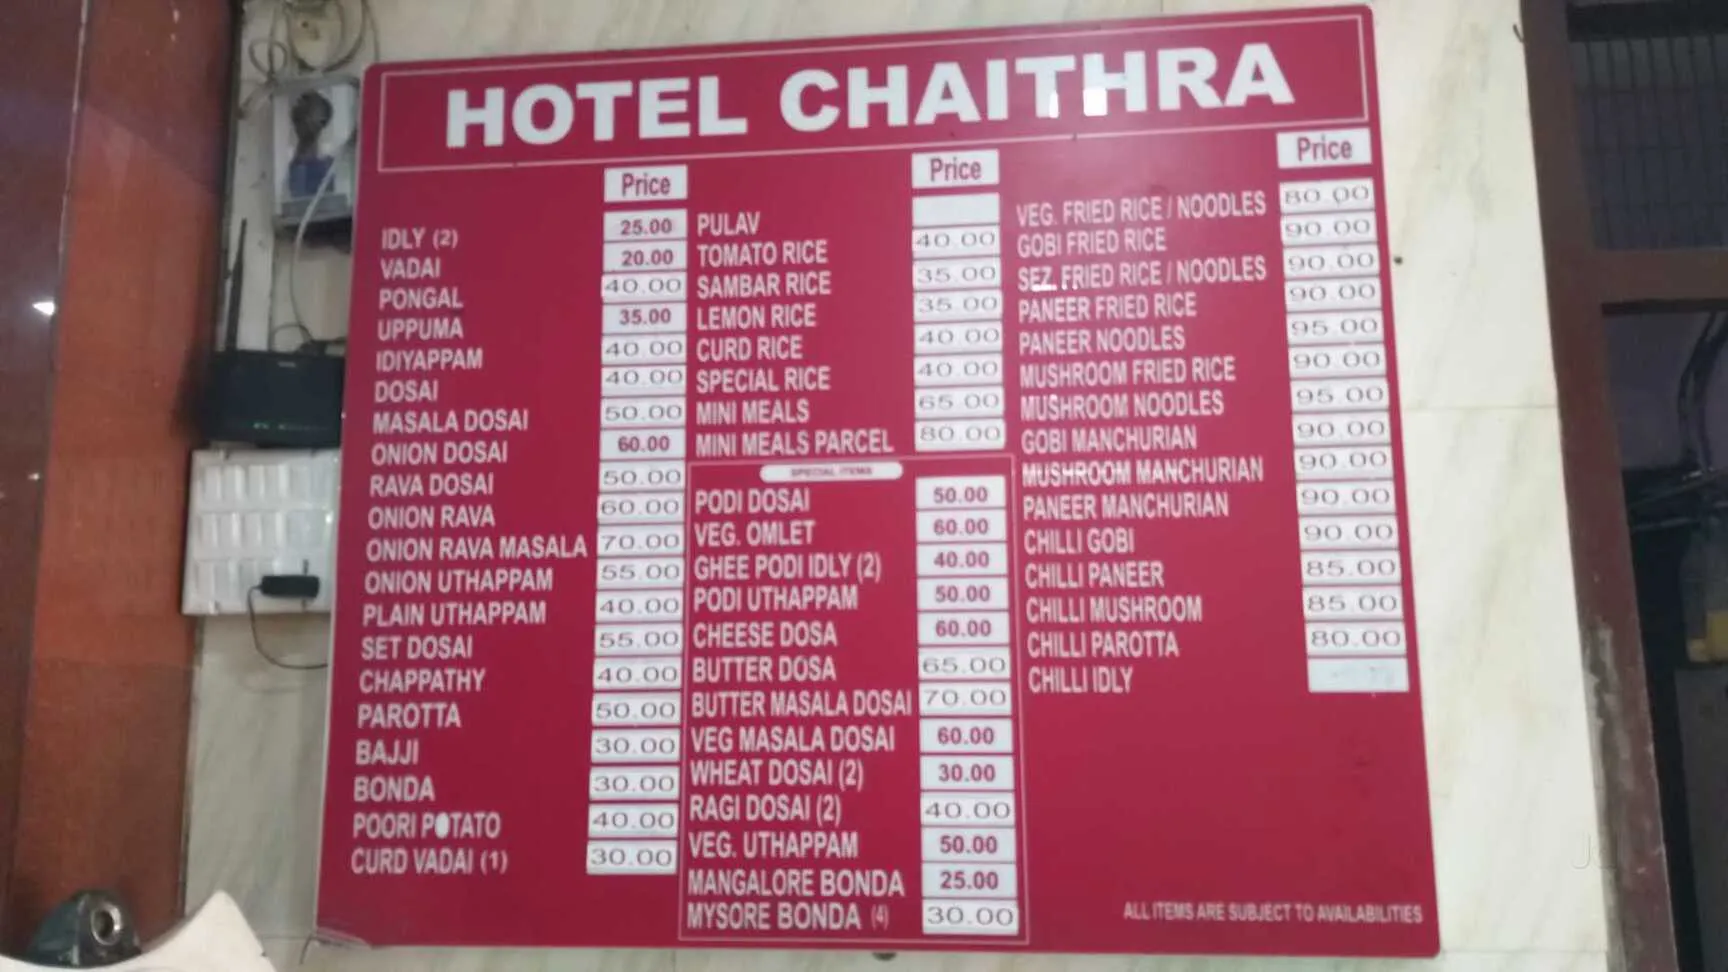 HOTEL CHAITHRA
Price
IDLY (2) 25.00
VADAI 20.00
PONGAL 40.00
UPPUMA 35.00
IDIYAPPAM 40.00
DOSAI 40.00
MASALA DOSAI 50.00
ONION DOSAI 60.00
RAVA DOSAI 50.00
ONION RAVA 60.00
ONION RAVA MASALA 70.00
ONION UTHAPPAM 55.00
PLAIN UTHAPPAM 40.00
SET DOSAI 55.00
CHAPPATHY 40.00
PAROTTA 50.00
BAJJI 30.00
BONDA 30.00
POORI POTATO 40.00
CURD VADAI (1) 30.00
Price
PULAV
TOMATO RICE 40.00
SAMBAR RICE 35.00
LEMON RICE 35.00
CURD RICE 40.00
SPECIAL RICE 40.00
MINI MEALS 65.00
MINI MEALS PARCEL 80.00
SPECIAL ITEMS
PODI DOSAI 50.00
VEG. OMLET 60.00
GHEE PODI IDLY (2) 40.00
PODI UTHAPPAM 50.00
CHEESE DOSA 60.00
BUTTER DOSA 65.00
BUTTER MASALA DOSAI 70.00
VEG MASALA DOSAI 60.00
WHEAT DOSAI (2) 30.00
RAGI DOSAI (2) 40.00
VEG. UTHAPPAM 50.00
MANGALORE BONDA 25.00
MYSORE BONDA (4) 30.00
Price
VEG. FRIED RICE / NOODLES 80.00
GOBI FRIED RICE 90.00
SEZ. FRIED RICE / NOODLES 90.00
PANEER FRIED RICE 90.00
PANEER NOODLES 95.00
MUSHROOM FRIED RICE 90.00
MUSHROOM NOODLES 95.00
GOBI MANCHURIAN 90.00
MUSHROOM MANCHURIAN 90.00
PANEER MANCHURIAN 90.00
CHILLI GOBI 90.00
CHILLI PANEER 85.00
CHILLI MUSHROOM 85.00
CHILLI PAROTTA 80.00
CHILLI IDLY
ALL ITEMS ARE SUBJECT TO AVAILABILITIES